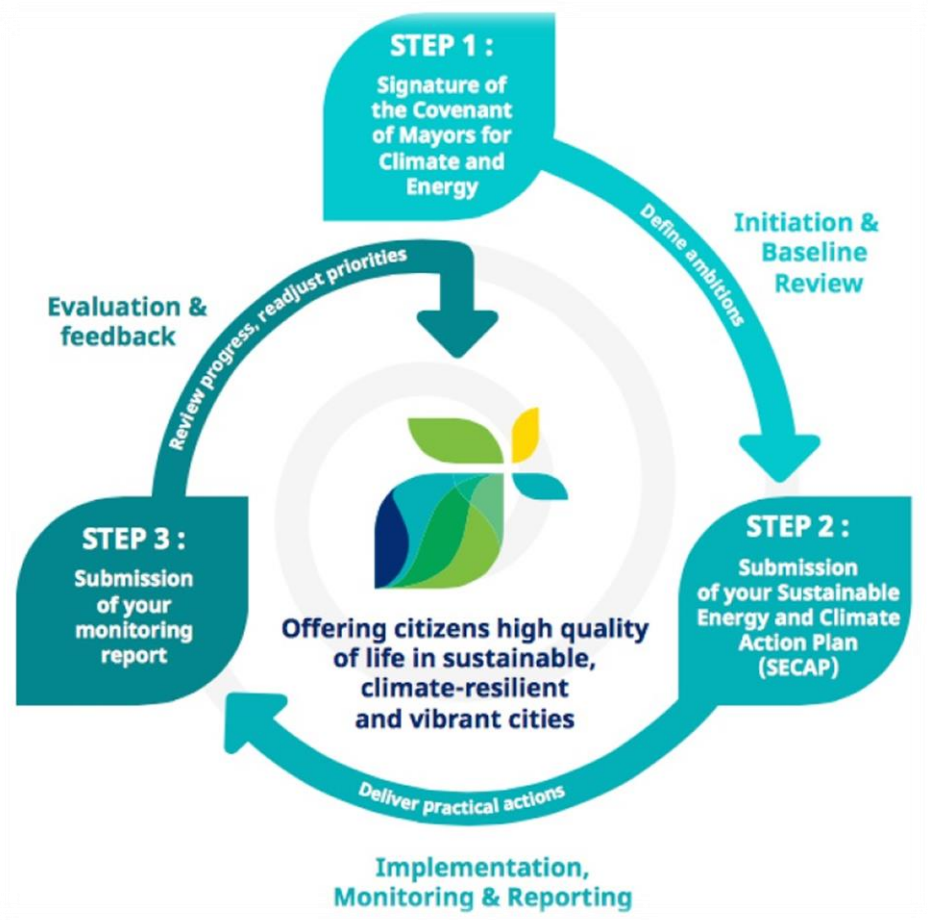 STEP 1 :
Signature of
the Covenant
of Mayors for
Climate and
Energy
Define ambitions
Initiation &
Baseline
Review
STEP 2 :
Submission
of your Sustainable
Energy and Climate
Action Plan
(SECAP)
Deliver practical actions
Implementation,
Monitoring & Reporting
STEP 3 :
Submission
of your
monitoring
report
Review progress, readjust priorities
Evaluation &
feedback
Offering citizens high quality
of life in sustainable,
climate-resilient
and vibrant cities